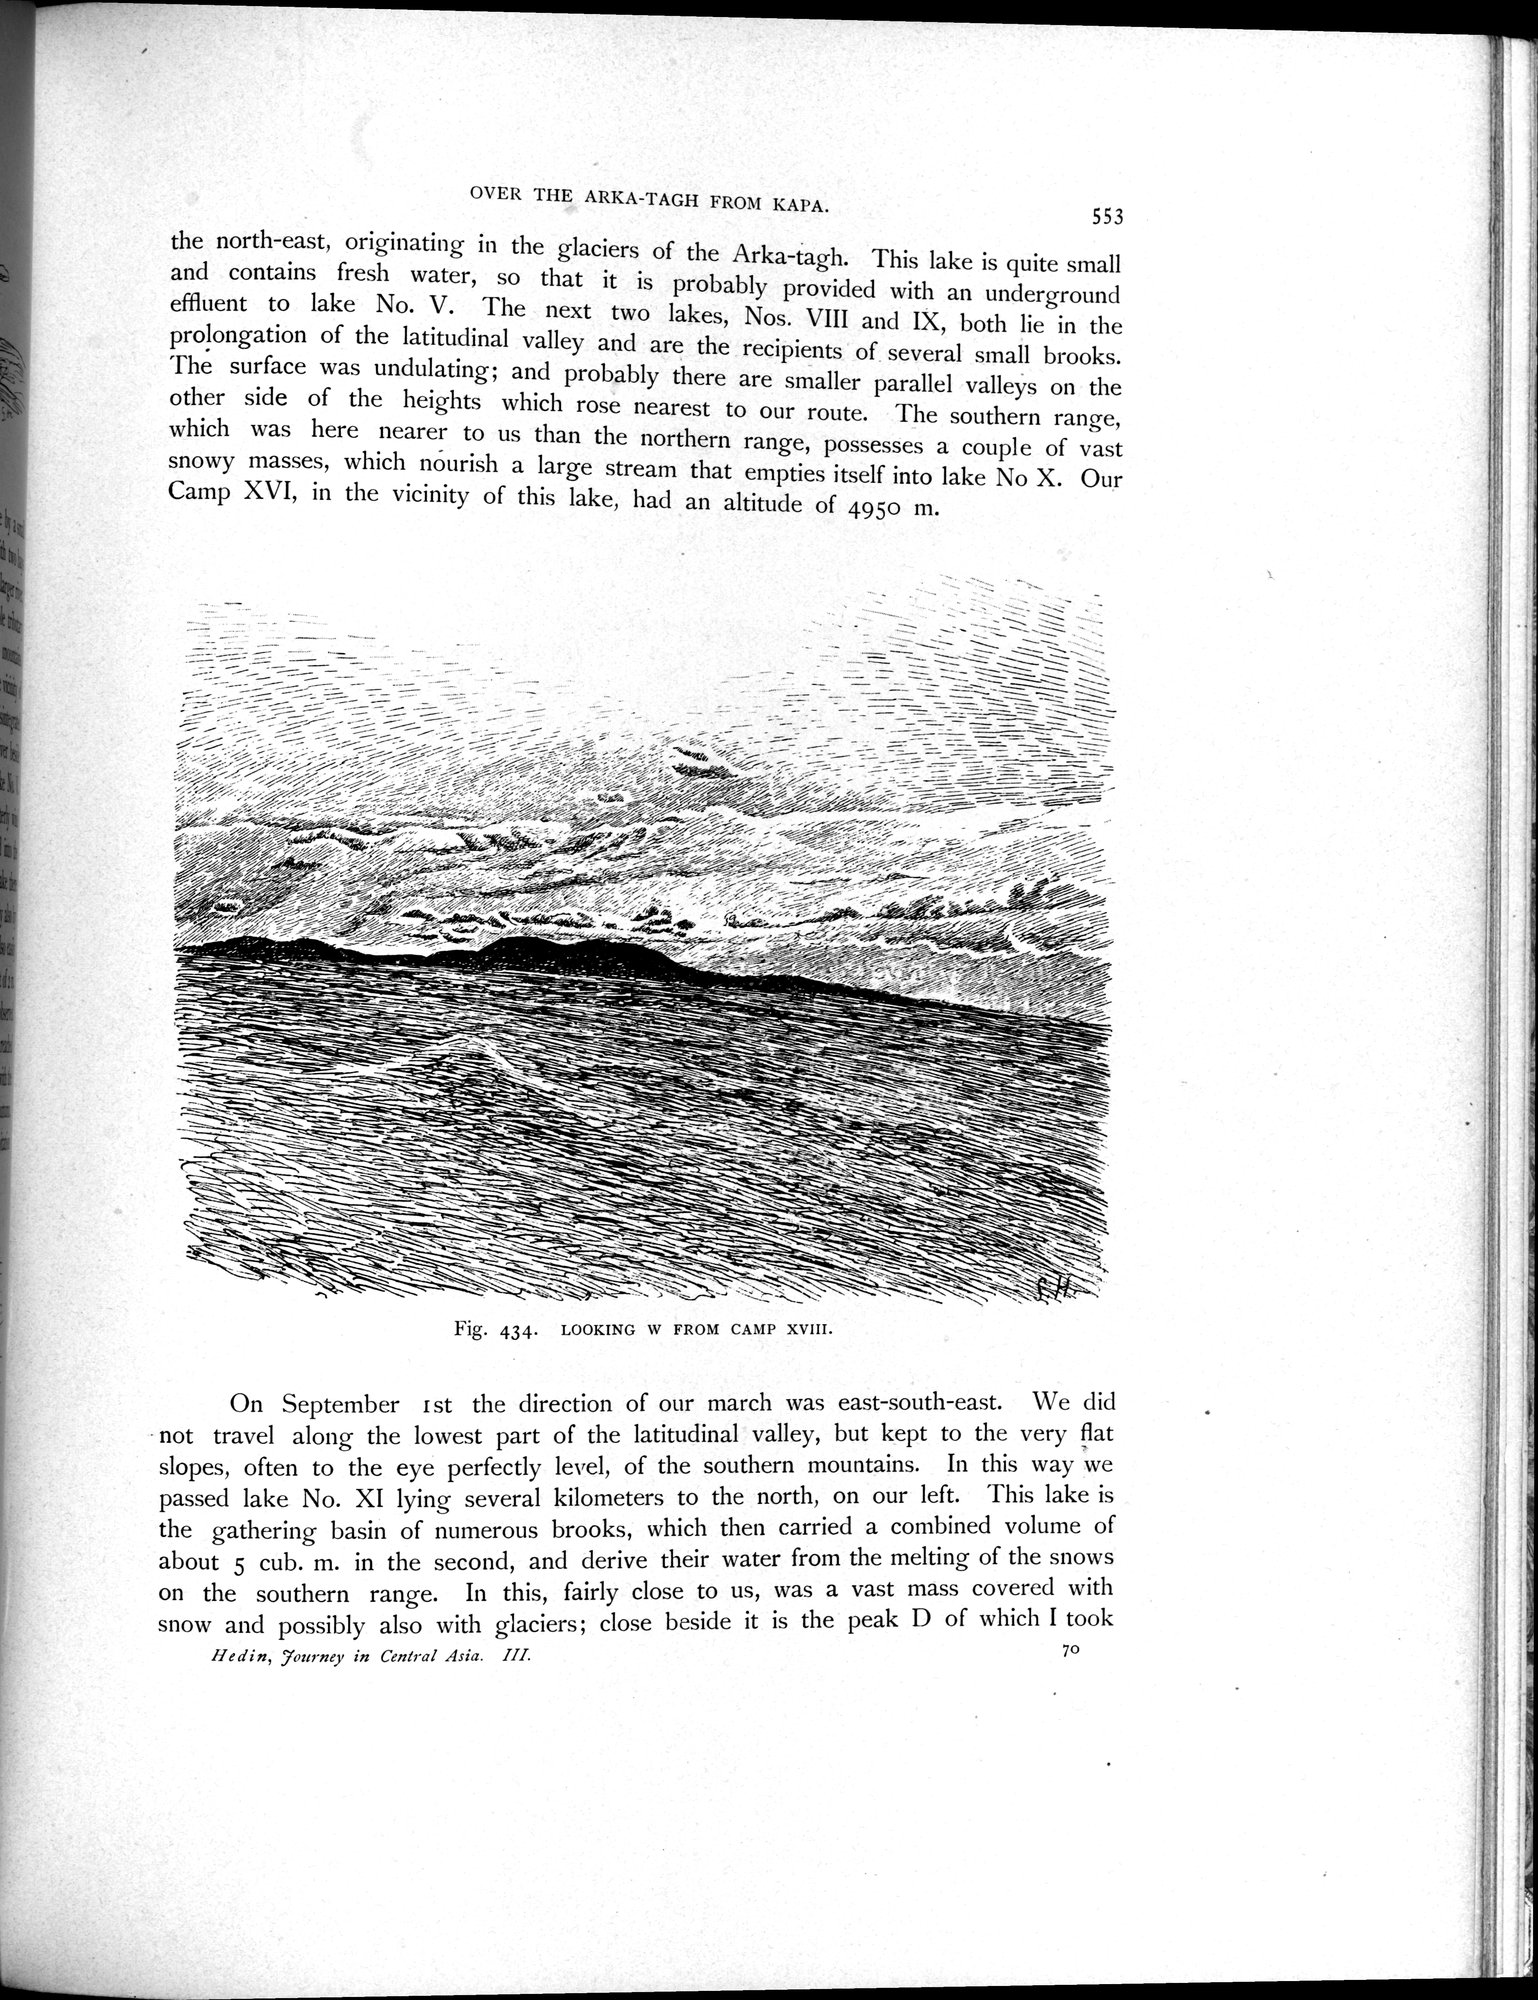 OVER THE ARKA-TAGH FROM KAPA.
553
the north-east, originating in the glaciers of the Arka-tagh. This lake is quite small
and contains fresh water, so that it is probably provided with an underground
effluent to lake No. V. The next two lakes, Nos. VIII and IX, both lie in the
prolongation of the latitudinal valley and are the recipients of several small brooks.
The surface was undulating; and probably there are smaller parallel valleys on the
other side of the heights which rose nearest to our route. The southern range,
which was here nearer to us than the northern range, possesses a couple of vast
snowy masses, which nourish a large stream that empties itself into lake No X. Our
Camp XVI, in the vicinity of this lake, had an altitude of 4950 m.
S. H.
Fig. 434. LOOKING W FROM CAMP XVIII.
On September 1st the direction of our march was east-south-east. We did
not travel along the lowest part of the latitudinal valley, but kept to the very flat
slopes, often to the eye perfectly level, of the southern mountains. In this way we
passed lake No. XI lying several kilometers to the north, on our left. This lake is
the gathering basin of numerous brooks, which then carried a combined volume of
about 5 cub. m. in the second, and derive their water from the melting of the snows
on the southern range. In this, fairly close to us, was a vast mass covered with
snow and possibly also with glaciers; close beside it is the peak D of which I took
Hedin, Journey in Central Asia. III.
70